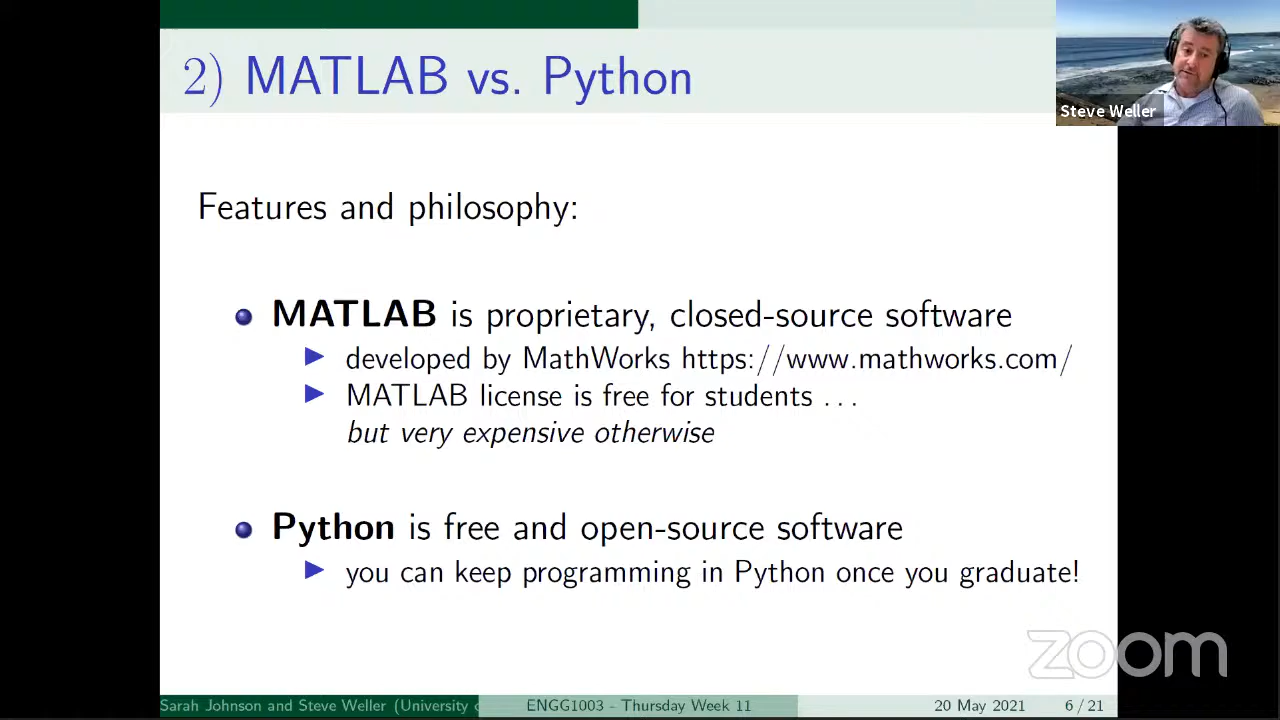 2) MATLAB vs. Python
Steve Weller
Features and philosophy:
MATLAB is proprietary, closed-source software
developed by MathWorks https://www.mathworks.com/
MATLAB license is free for students ...
but very expensive otherwise
Python is free and open-source software
you can keep programming in Python once you graduate!
zoom
Sarah Johnson and Steve Weller (University o
ENGG1003 - Thursday Week 11
20 May 2021
6 / 21